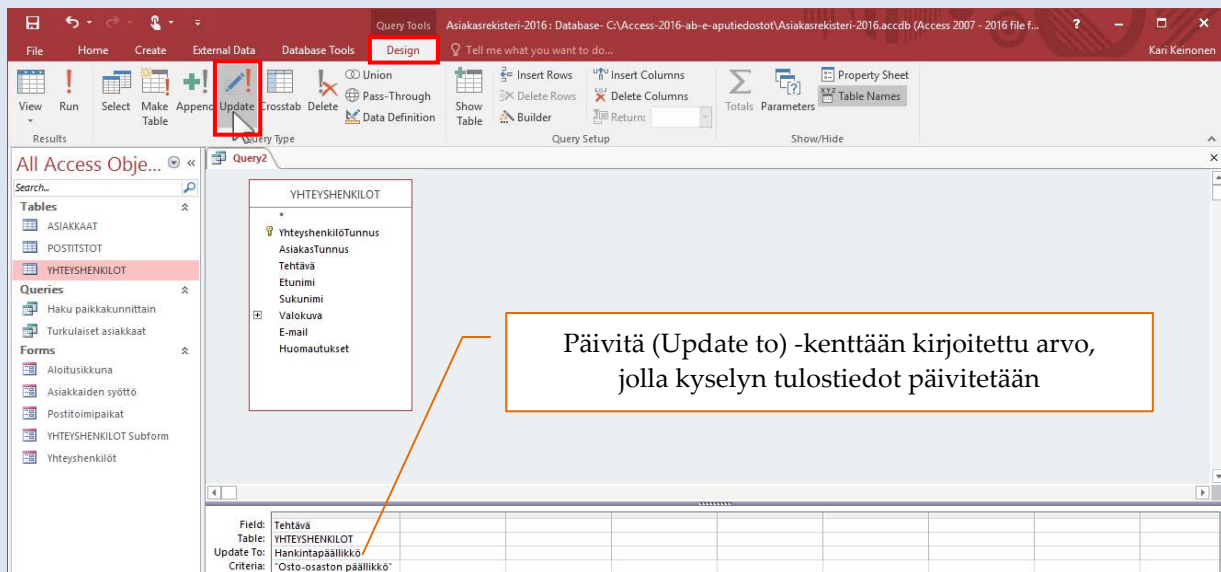 Query Tools
Asiakasrekisteri-2016 : Database- C:\Access-2016-ab-e-aputiedostot\Asiakasrekisteri-2016.accdb (Access 2007 - 2016 file f...
?
File Home Create External Data Database Tools Design Tell me what you want to do... Kari Keinonen
View Run Select Make Table Append Update Crosstab Delete
Union
Pass-Through
Data Definition
Show Table
Insert Rows
Delete Rows
Builder
Insert Columns
Delete Columns
Return:
Totals Parameters
Property Sheet
Table Names
Results Query Type Query Setup Show/Hide
All Access Obje...
Search...
Tables
ASIAKKAAT
POSTITSTOT
YHTEYSHENKILOT
Queries
Haku paikkakunnittain
Turkulaiset asiakkaat
Forms
Aloitusikkuna
Asiakkaiden syöttö
Postitoimipaikat
YHTEYSHENKILOT Subform
Yhteyshenkilöt
Query2
YHTEYSHENKILOT
*
YhteyshenkilöTunnus
AsiakasTunnus
Tehtävä
Etunimi
Sukunimi
Valokuva
E-mail
Huomautukset
Päivitä (Update to) -kenttään kirjoitettu arvo,
jolla kyselyn tulostiedot päivitetään
Field: Tehtävä
Table: YHTEYSHENKILOT
Update To: Hankintapäällikkö
Criteria: "Osto-osaston päällikkö"